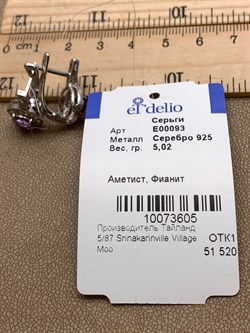 el delio
Серьги
Арт E00093
Металл Серебро 925
Вес, гр. 5,02
Аметист, Фианит
10073605
Производитель Тайланд
5/87 Srinakarinville Village
Moo
ОТК1
51 520